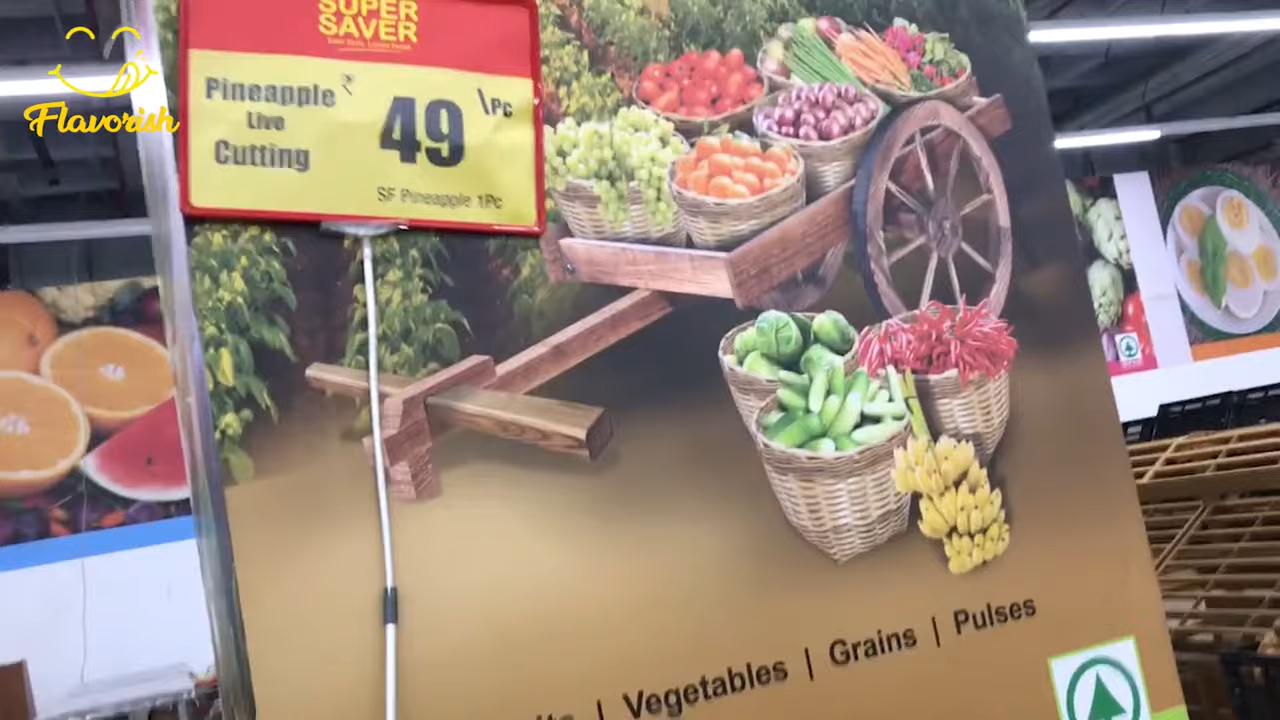 SUPER
SAVER
Pineapple ₹
Live
Cutting
49 \Pc
SF Pineapple 1Pc
Flavorish
| Vegetables | Grains | Pulses